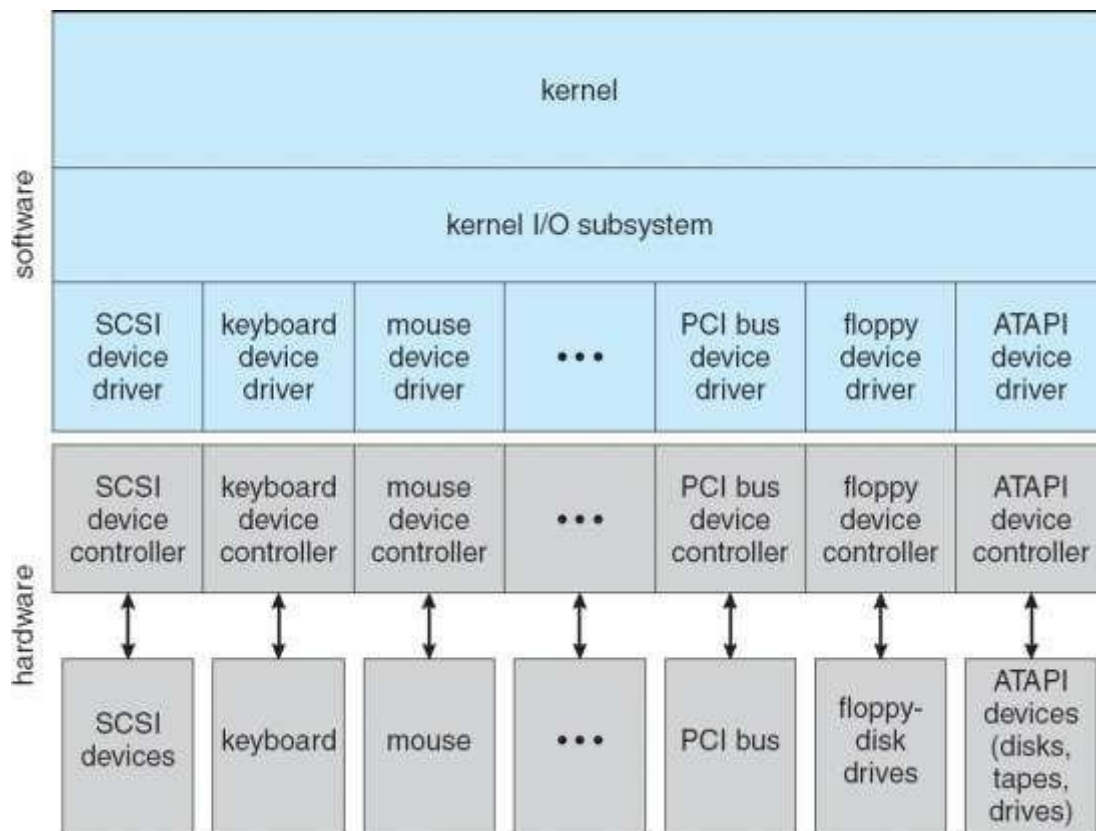 kernel
software
kernel I/O subsystem
SCSI
device
driver
keyboard
device
driver
mouse
device
driver
•••
PCI bus
device
driver
floppy
device
driver
ATAPI
device
driver
hardware
SCSI
device
controller
keyboard
device
controller
mouse
device
controller
•••
PCI bus
device
controller
floppy
device
controller
ATAPI
device
controller
SCSI
devices
keyboard
mouse
•••
PCI bus
floppy-
disk
drives
ATAPI
devices
(disks,
tapes,
drives)